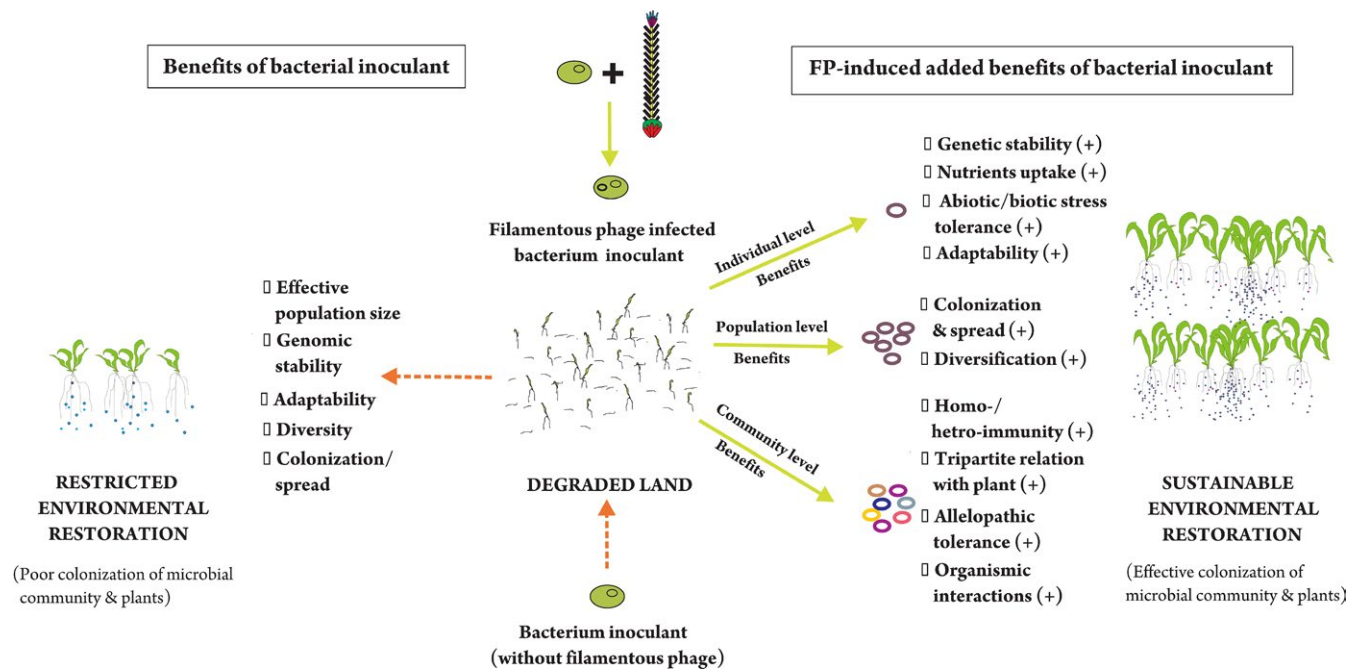 Benefits of bacterial inoculant
FP-induced added benefits of bacterial inoculant
+
Filamentous phage infected
bacterium inoculant
▯ Effective
population size
▯ Genomic
stability
▯ Adaptability
▯ Diversity
▯ Colonization/
spread
RESTRICTED
ENVIRONMENTAL
RESTORATION
(Poor colonization of microbial
community & plants)
DEGRADED LAND
Bacterium inoculant
(without filamentous phage)
Individual level
Benefits
Population level
Benefits
Community level
Benefits
▯ Genetic stability (+)
▯ Nutrients uptake (+)
▯ Abiotic/biotic stress
tolerance (+)
▯ Adaptability (+)
▯ Colonization
& spread (+)
▯ Diversification (+)
▯ Homo-/
hetro-immunity (+)
▯ Tripartite relation
with plant (+)
▯ Allelopathic
tolerance (+)
▯ Organismic
interactions (+)
SUSTAINABLE
ENVIRONMENTAL
RESTORATION
(Effective colonization of
microbial community & plants)